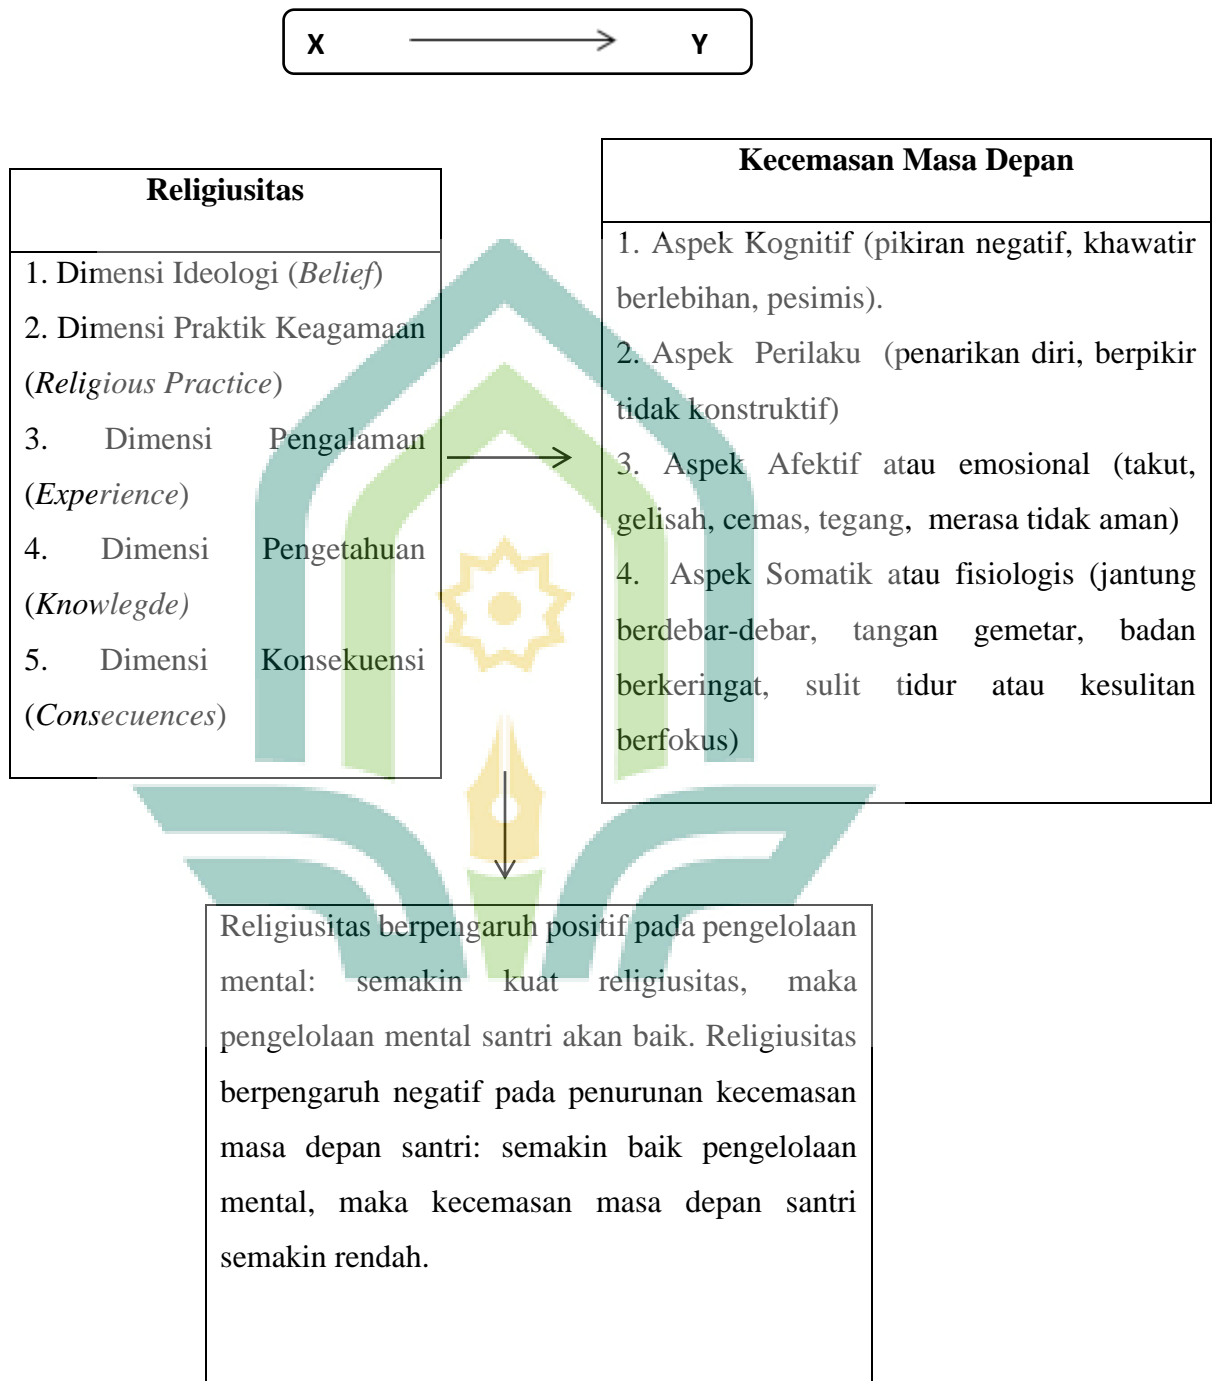 X Y
Religiusitas
1. Dimensi Ideologi (Belief)
2. Dimensi Praktik Keagamaan
(Religious Practice)
3. Dimensi Pengalaman
(Experience)
4. Dimensi Pengetahuan
(Knowlegde)
5. Dimensi Konsekuensi
(Consecuences)
Kecemasan Masa Depan
1. Aspek Kognitif (pikiran negatif, khawatir
berlebihan, pesimis).
2. Aspek Perilaku (penarikan diri, berpikir
tidak konstruktif)
3. Aspek Afektif atau emosional (takut,
gelisah, cemas, tegang, merasa tidak aman)
4. Aspek Somatik atau fisiologis (jantung
berdebar-debar, tangan gemetar, badan
berkeringat, sulit tidur atau kesulitan
berfokus)
Religiusitas berpengaruh positif pada pengelolaan
mental: semakin kuat religiusitas, maka
pengelolaan mental santri akan baik. Religiusitas
berpengaruh negatif pada penurunan kecemasan
masa depan santri: semakin baik pengelolaan
mental, maka kecemasan masa depan santri
semakin rendah.